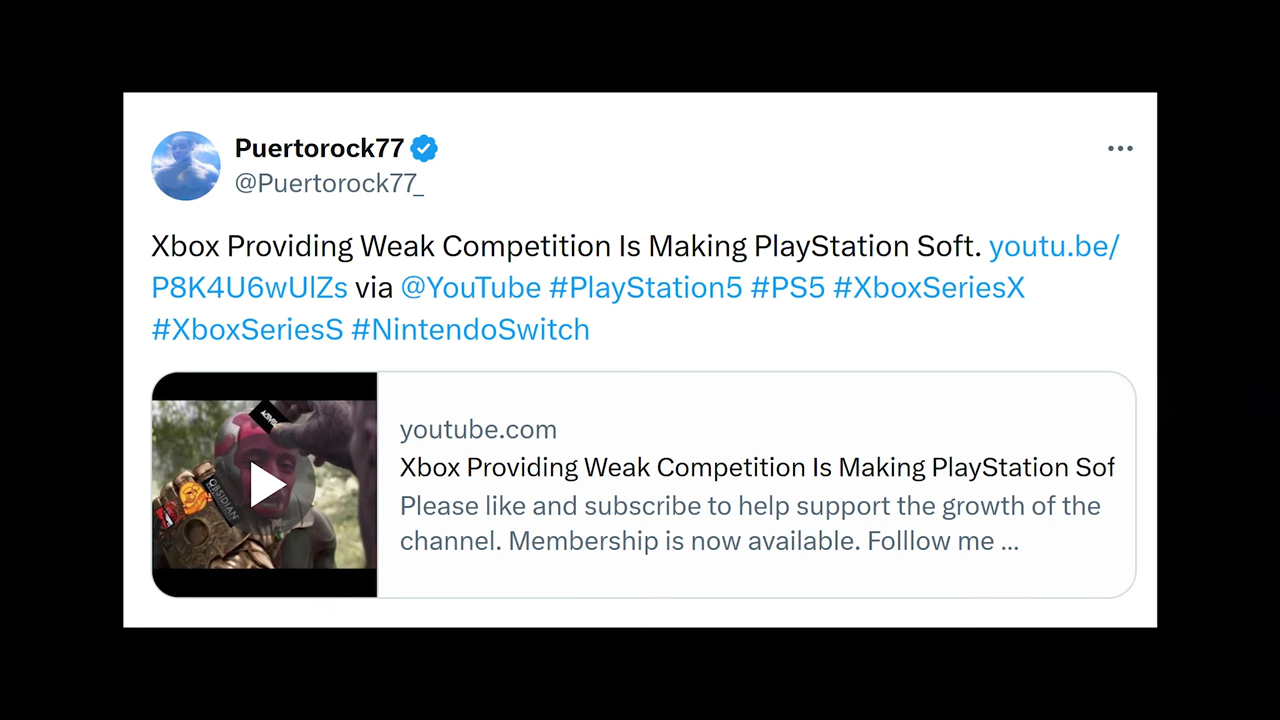 Puertorock77
@Puertorock77_
Xbox Providing Weak Competition Is Making PlayStation Soft. youtu.be/
P8K4U6wUlZs via @YouTube #PlayStation5 #PS5 #XboxSeriesX
#XboxSeriesS #NintendoSwitch
OBSIDIAN
youtube.com
Xbox Providing Weak Competition Is Making PlayStation Sof
Please like and subscribe to help support the growth of the
channel. Membership is now available. Folllow me ...